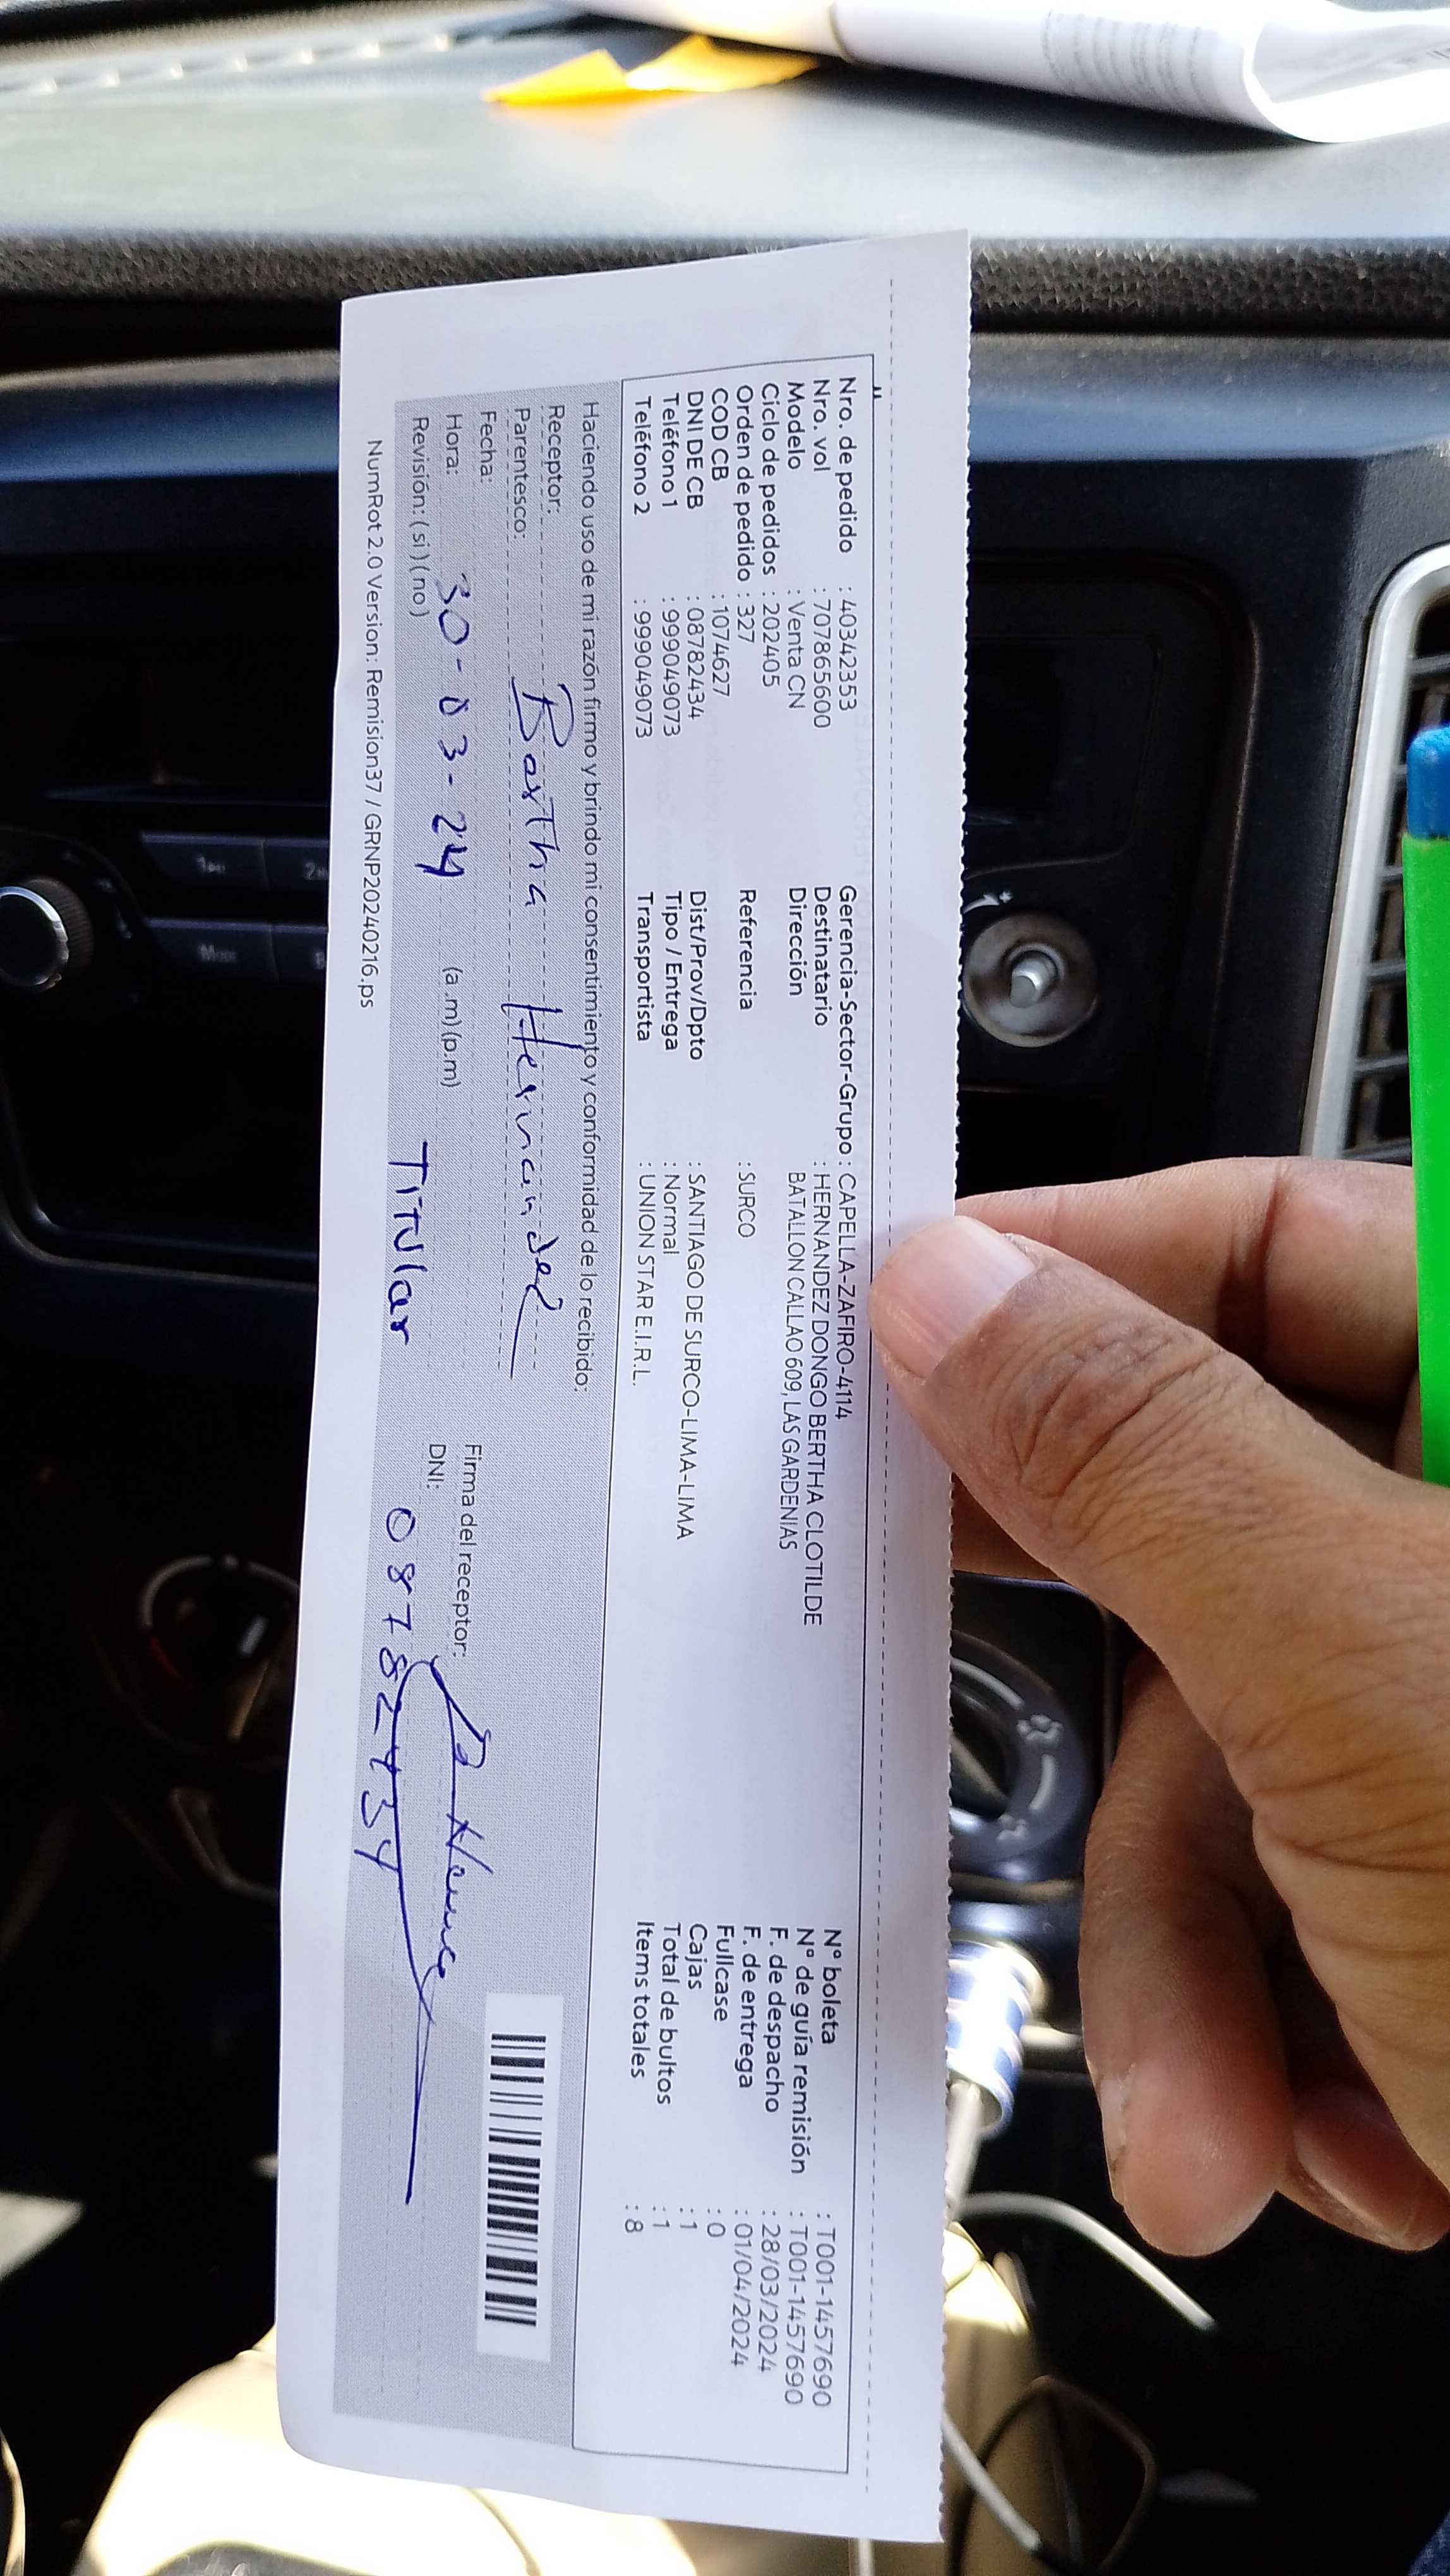 Nro. de pedido : 40342353
Nro. vol : 707865600
Modelo : Venta CN
Ciclo de pedidos : 202405
Orden de pedido : 327
COD CB : 1074627
DNI DE CB : 08782434
Teléfono 1 : 999049073
Teléfono 2 : 999049073
Gerencia-Sector-Grupo : CAPELLA-ZAFIRO-4114
Destinatario : HERNANDEZ DONGO BERTHA CLOTILDE
Dirección BATALLON CALLAO 609, LAS GARDENIAS
Referencia : SURCO
Dist/Prov/Dpto : SANTIAGO DE SURCO-LIMA-LIMA
Tipo / Entrega : Normal
Transportista : UNION STAR E.I.R.L.
N° boleta : T001-1457690
N° de guía remisión : T001-1457690
F. de despacho : 28/03/2024
F. de entrega : 01/04/2024
Fullcase : 0
Cajas : 1
Total de bultos : 1
Items totales : 8
Haciendo uso de mi razón firmo y brindo mi consentimiento y conformidad de lo recibido:
Receptor: Bertha Hernandez
Parentesco:
Fecha:
Hora: 30-03-24 (a .m) (p.m)
Revisión: ( si ) ( no )
Titular
Firma del receptor:
DNI: 08782434
NumRot 2.0 Version: Remision37 / GRNP20240216.ps